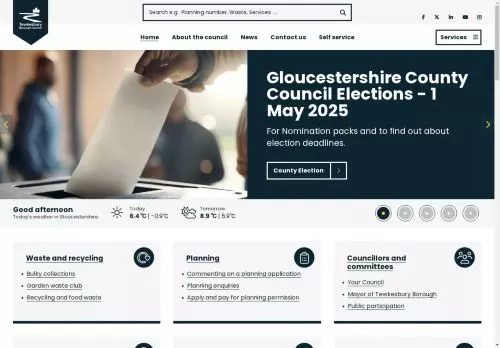 Search e.g: Planning number, Waste, Services ...
Tewkesbury
Borough Council
Home
About the council
News
Contact us
Self service
Services
Gloucestershire County
Council Elections - 1
May 2025
For Nomination packs and to find out about
election deadlines.
County Election
Good afternoon
Today's weather in Gloucestershire
Today
6.4 °C | -0.9°C
Tomorrow
8.9 °C | 5.9°C
Waste and recycling
Bulky collections
Garden waste club
Recycling and food waste
Planning
Commenting on a planning application
Planning enquiries
Apply and pay for planning permission
Councillors and
committees
Your Council
Mayor of Tewkesbury Borough
Public participation